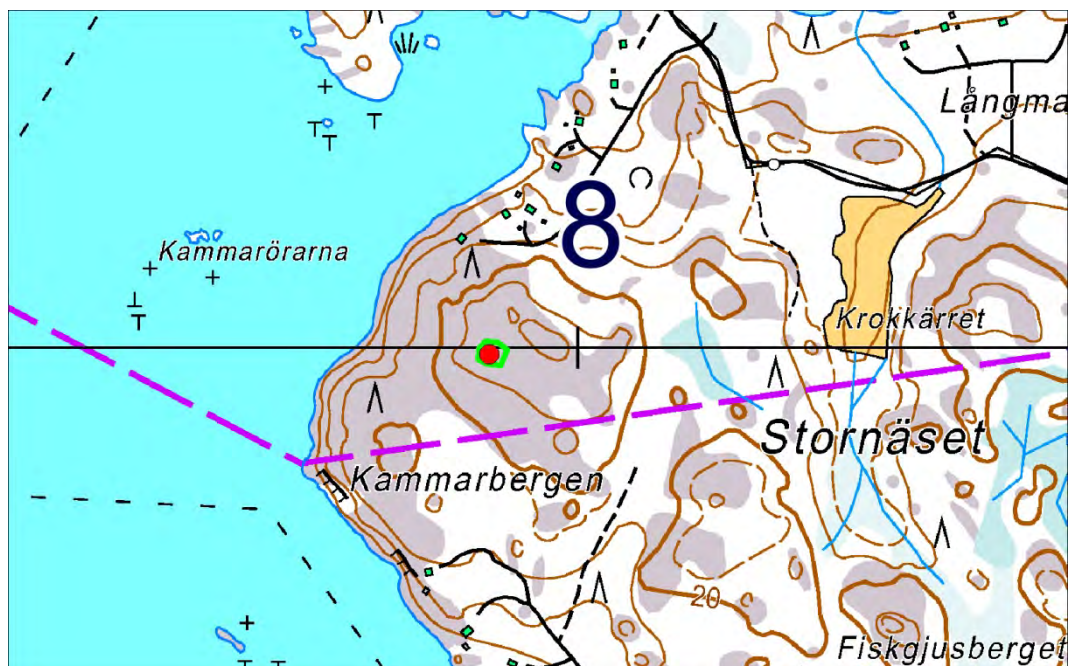 Långma
8
Kammarörarna
Krokkärret
Stornäset
Kammarbergen
20
Fiskgjusberget